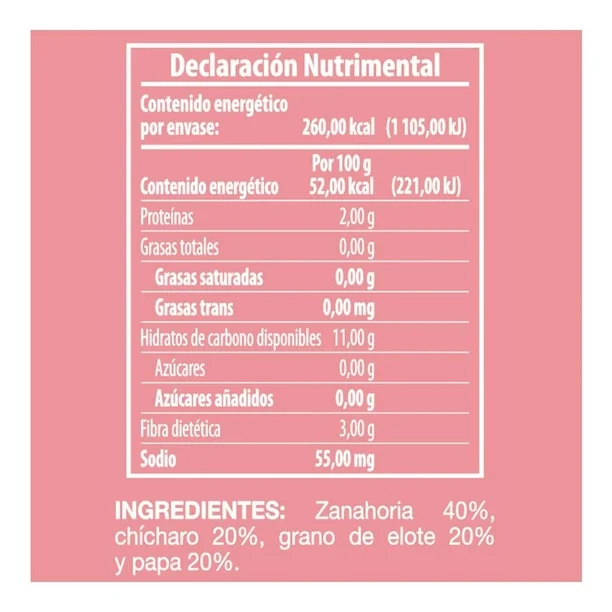 Declaración Nutrimental
Contenido energético
por envase: 260,00 kcal (1 105,00 kJ)
Por 100 g
Contenido energético 52,00 kcal (221,00 kJ)
Proteínas 2,00 g
Grasas totales 0,00 g
Grasas saturadas 0,00 g
Grasas trans 0,00 mg
Hidratos de carbono disponibles 11,00 g
Azúcares 0,00 g
Azúcares añadidos 0,00 g
Fibra dietética 3,00 g
Sodio 55,00 mg
INGREDIENTES: Zanahoria 40%,
chícharo 20%, grano de elote 20%
y papa 20%.